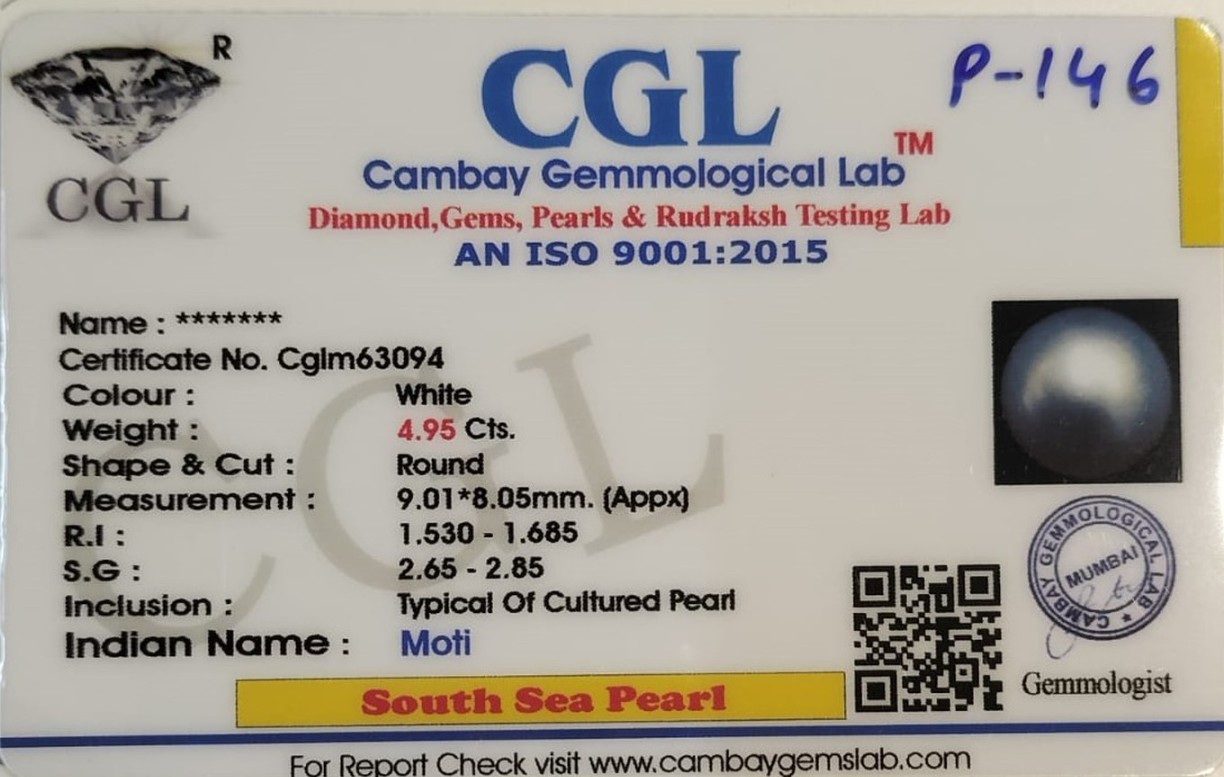 R
CGL
CGL
P-146
TM
Cambay Gemmological Lab
Diamond,Gems, Pearls & Rudraksh Testing Lab
AN ISO 9001:2015
Name : *******
Certificate No. Cglm63094
Colour : White
Weight : 4.95 Cts.
Shape & Cut : Round
Measurement : 9.01*8.05mm. (Appx)
R.I : 1.530 - 1.685
S.G : 2.65 - 2.85
Inclusion : Typical Of Cultured Pearl
Indian Name : Moti
CGL
CAMBAY GEMMOLOGICAL LAB
MUMBAI
Gemmologist
South Sea Pearl
For Report Check visit www.cambaygemslab.com